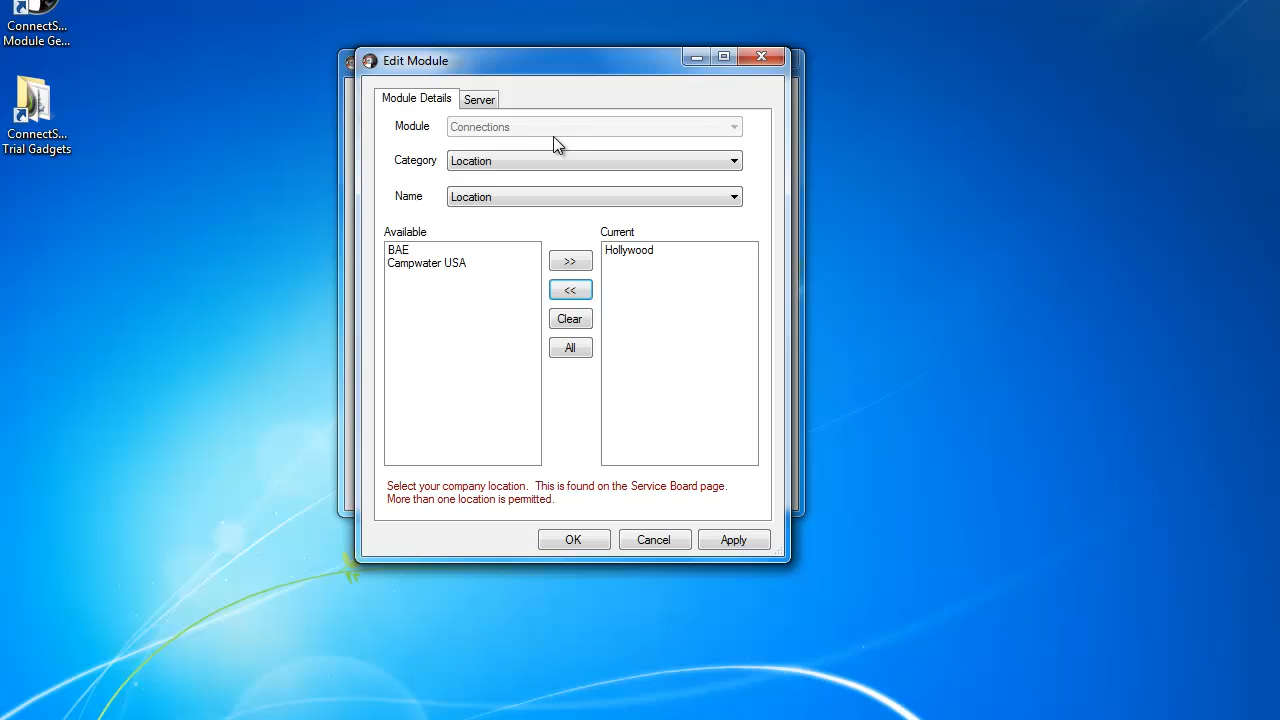 ConnectS...
Module Ge...
ConnectS...
Trial Gadgets
Edit Module
Module Details
Server
Module
Connections
Category
Location
Name
Location
Available
Current
BAE
Campwater USA
Hollywood
>>
<<
Clear
All
Select your company location. This is found on the Service Board page.
More than one location is permitted.
OK
Cancel
Apply